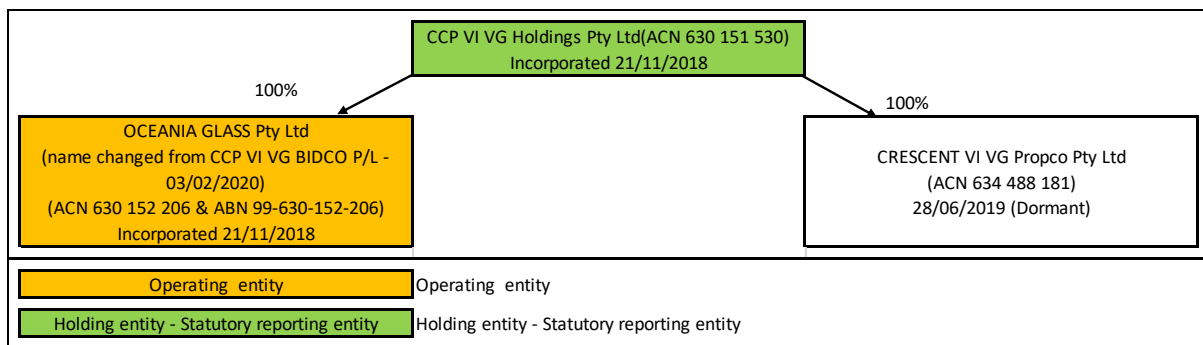 CCP VI VG Holdings Pty Ltd(ACN 630 151 530)
Incorporated 21/11/2018
100%
100%
OCEANIA GLASS Pty Ltd
(name changed from CCP VI VG BIDCO P/L -
03/02/2020)
(ACN 630 152 206 & ABN 99-630-152-206)
Incorporated 21/11/2018
CRESCENT VI VG Propco Pty Ltd
(ACN 634 488 181)
28/06/2019 (Dormant)
Operating entity
Operating entity
Holding entity - Statutory reporting entity
Holding entity - Statutory reporting entity